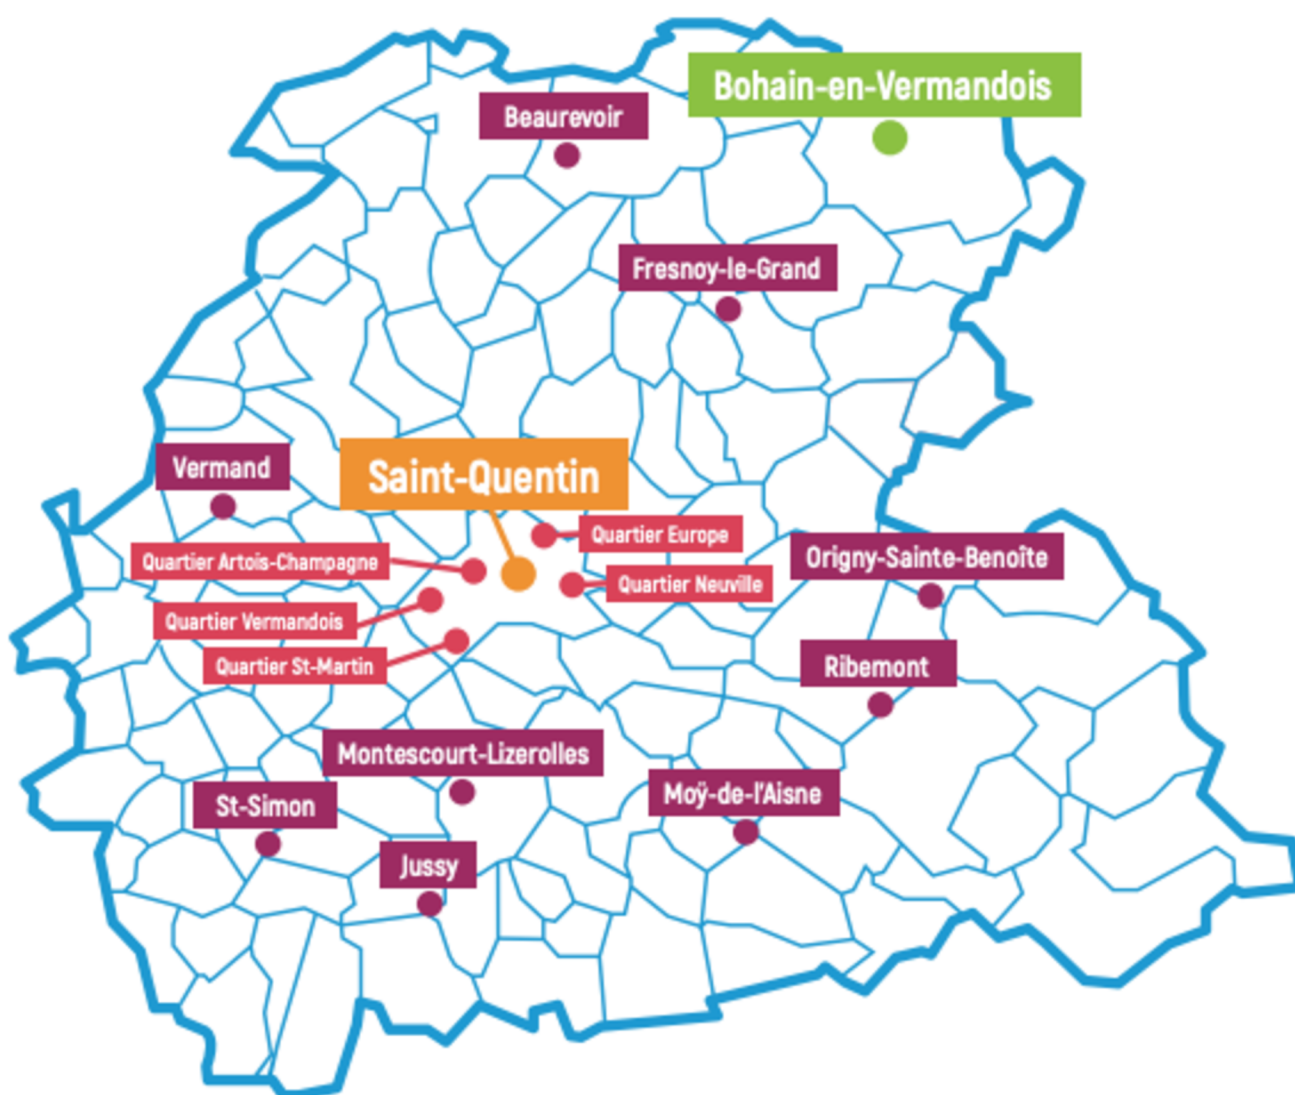 Bohain-en-Vermandois
Beaurevoir
Fresnoy-le-Grand
Vermand
Saint-Quentin
Quartier Europe
Quartier Artois-Champagne
Origny-Sainte-Benoîte
Quartier Neuville
Quartier Vermandois
Quartier St-Martin
Ribemont
Montescourt-Lizerolles
Moÿ-de-l'Aisne
St-Simon
Jussy